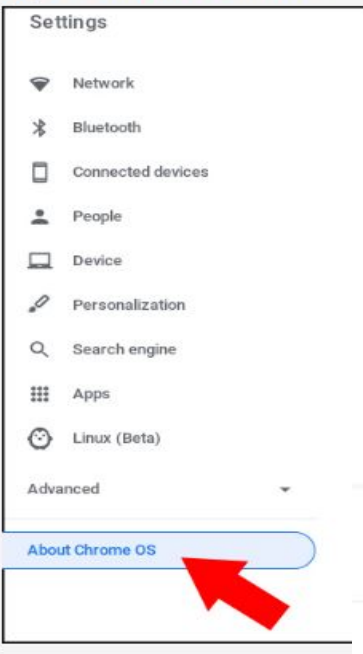 Settings
Network
Bluetooth
Connected devices
People
Device
Personalization
Search engine
Apps
Linux (Beta)
Advanced
About Chrome OS